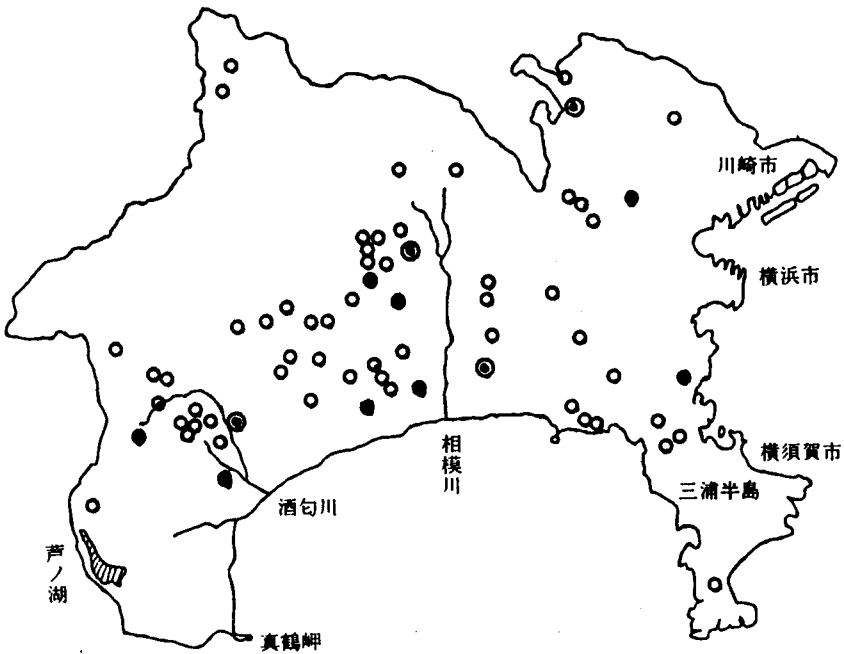 川崎市
横浜市
横須賀市
三浦半島
相模川
酒匂川
芦ノ湖
真鶴岬